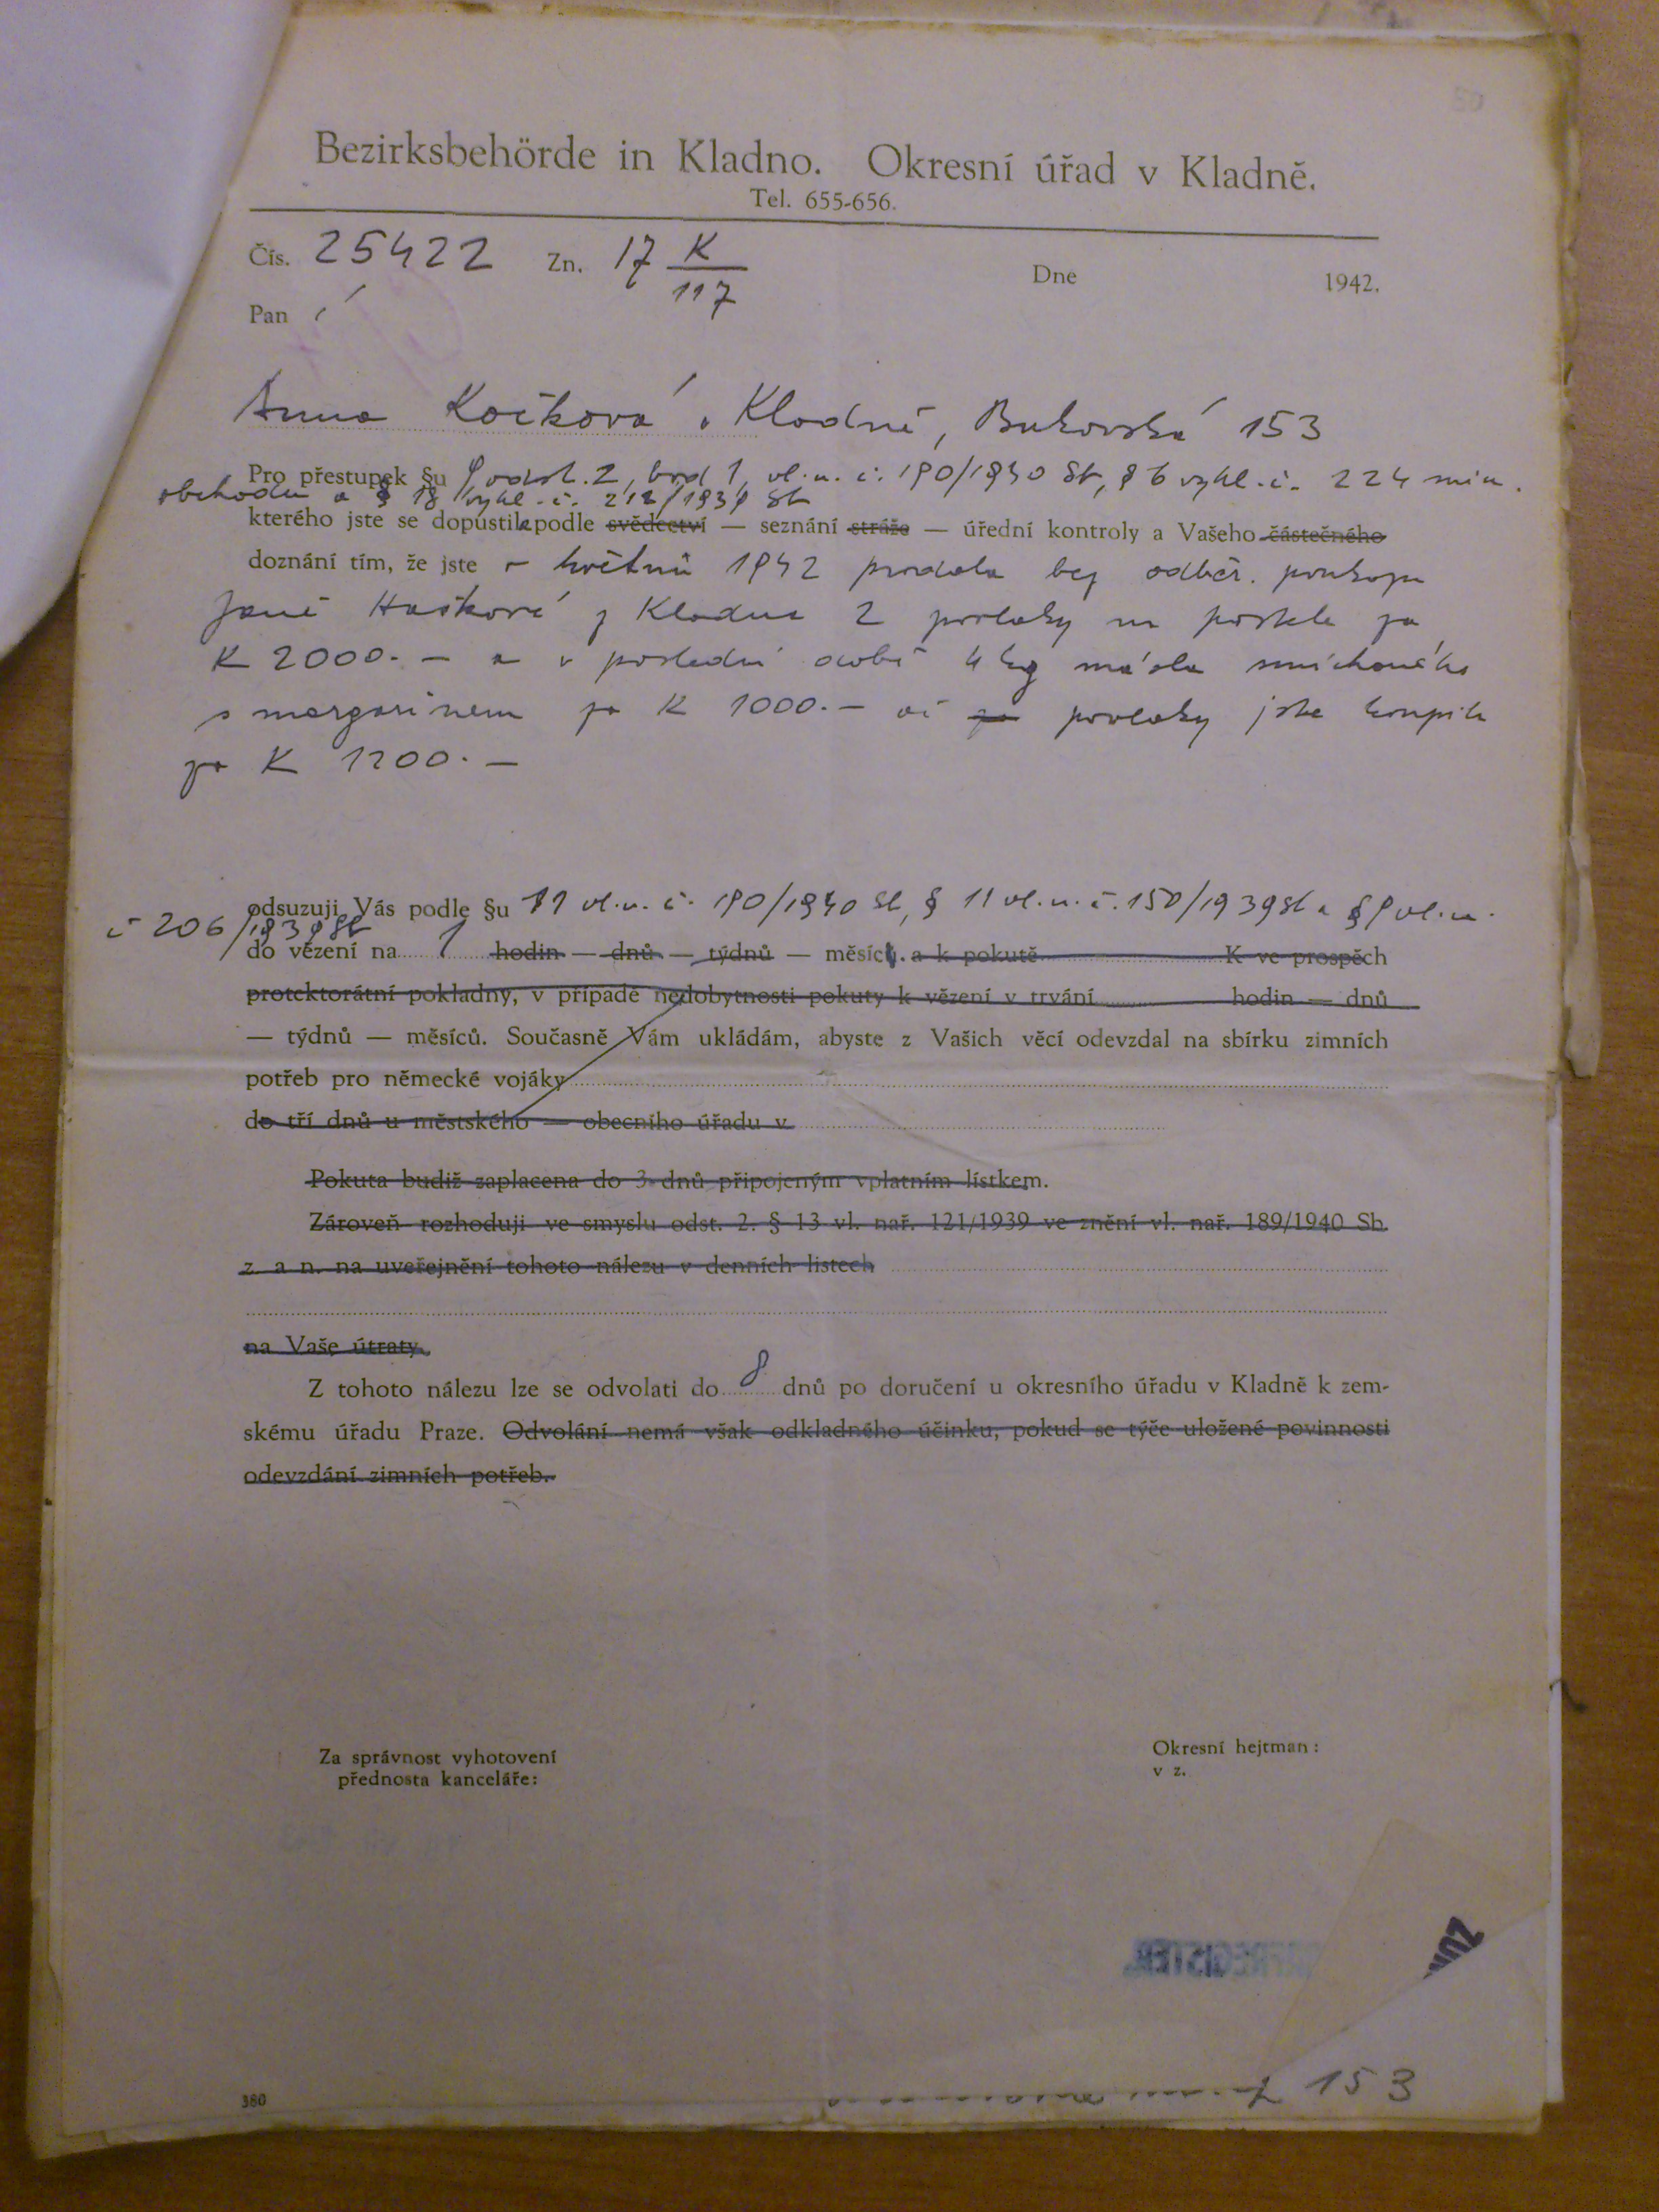 Bezirksbehörde in Kladno. Okresní úřad v Kladně.
Tel. 655-656.
Čís. 25422 Zn. 17 K/117 Dne 1942.
Pan í
Anna Kočková v Kladně, Bukovská 153
Pro přestupek §u 9 odst. 2, bod 1, vl. n. č. 190/1940 Sb, § 6 vyhl. č. 224 min.
obchodu a § 18 vyhl. č. 212/1939 Sb
kterého jste se dopustila podle svědectví — seznání stráže — úřední kontroly a Vašeho částečného
doznání tím, že jste v květnu 1942 prodala bez odběr. poukazu
Janě Haškové z Kladna 2 povlaky na postele za
K 2000.- a v poslední době 4 kg másla smíchaného
s margarinem za K 1000.- ač za povlaky jste koupila
za K 1200.-
odsuzuji Vás podle §u 11 vl. n. č. 190/1940 Sb, § 11 vl. n. č. 150/1939 Sb a § 9 vl. n.
č 206/1939 Sb
do vězení na 1 hodin — dnů — týdnů — měsíců. a k pokutě K ve prospěch
protektorátní pokladny, v případě nedobytnosti pokuty k vězení v trvání hodin — dnů
— týdnů — měsíců. Současně Vám ukládám, abyste z Vašich věcí odevzdal na sbírku zimních
potřeb pro německé vojáky
do tří dnů u městského — obecního úřadu v
Pokuta budiž zaplacena do 3 dnů připojeným vplatním lístkem.
Zároveň rozhoduji ve smyslu odst. 2. § 13 vl. nař. 121/1939 ve znění vl. nař. 189/1940 Sb.
z. a n. na uveřejnění tohoto nálezu v denních listech
na Vaše útraty.
Z tohoto nálezu lze se odvolati do 8 dnů po doručení u okresního úřadu v Kladně k zem-
skému úřadu Praze. Odvolání nemá však odkladného účinku, pokud se týče uložené povinnosti
odevzdání zimních potřeb.
Za správnost vyhotovení
přednosta kanceláře:
Okresní hejtman:
v z.
153
380